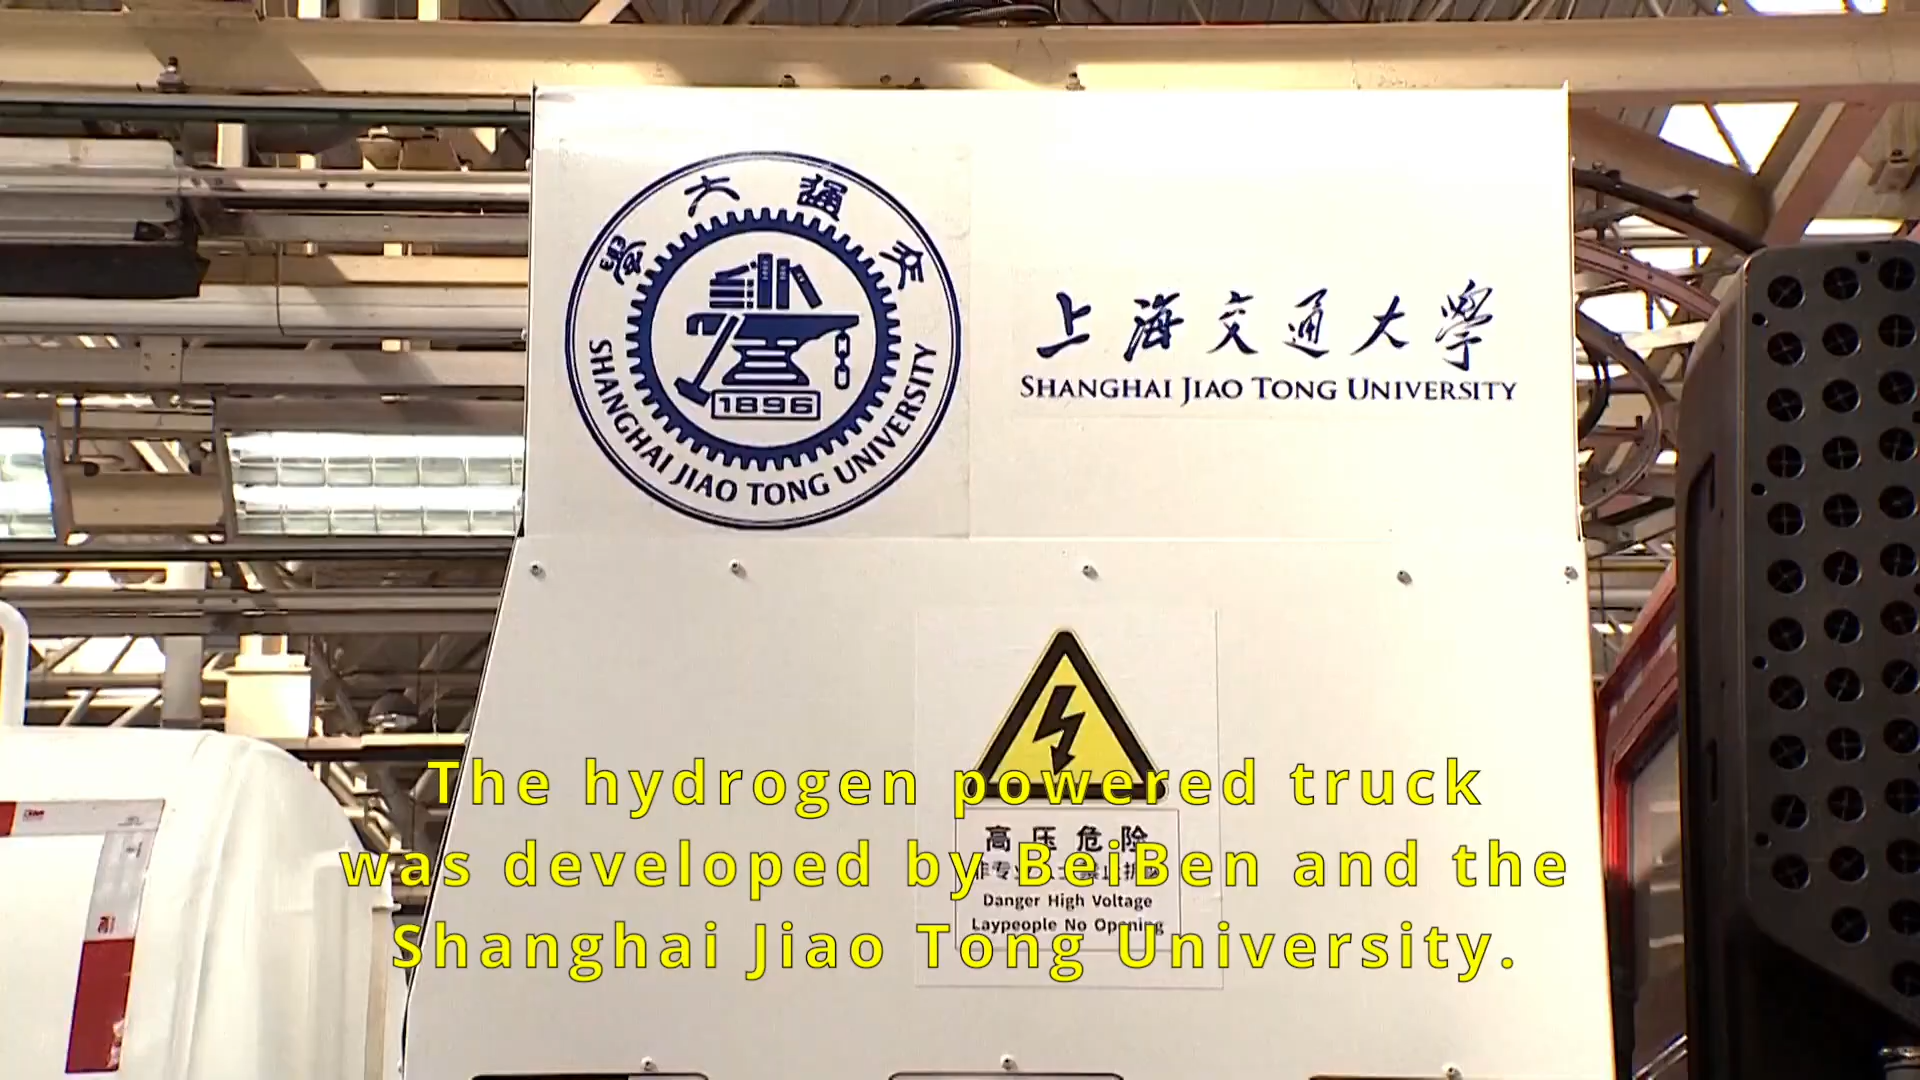 交通大學
1896
SHANGHAI JIAO TONG UNIVERSITY
上海交通大學
SHANGHAI JIAO TONG UNIVERSITY
高压危险
Danger High Voltage
Laypeople No Opening
The hydrogen powered truck
was developed by BeiBen and the
Shanghai Jiao Tong University.